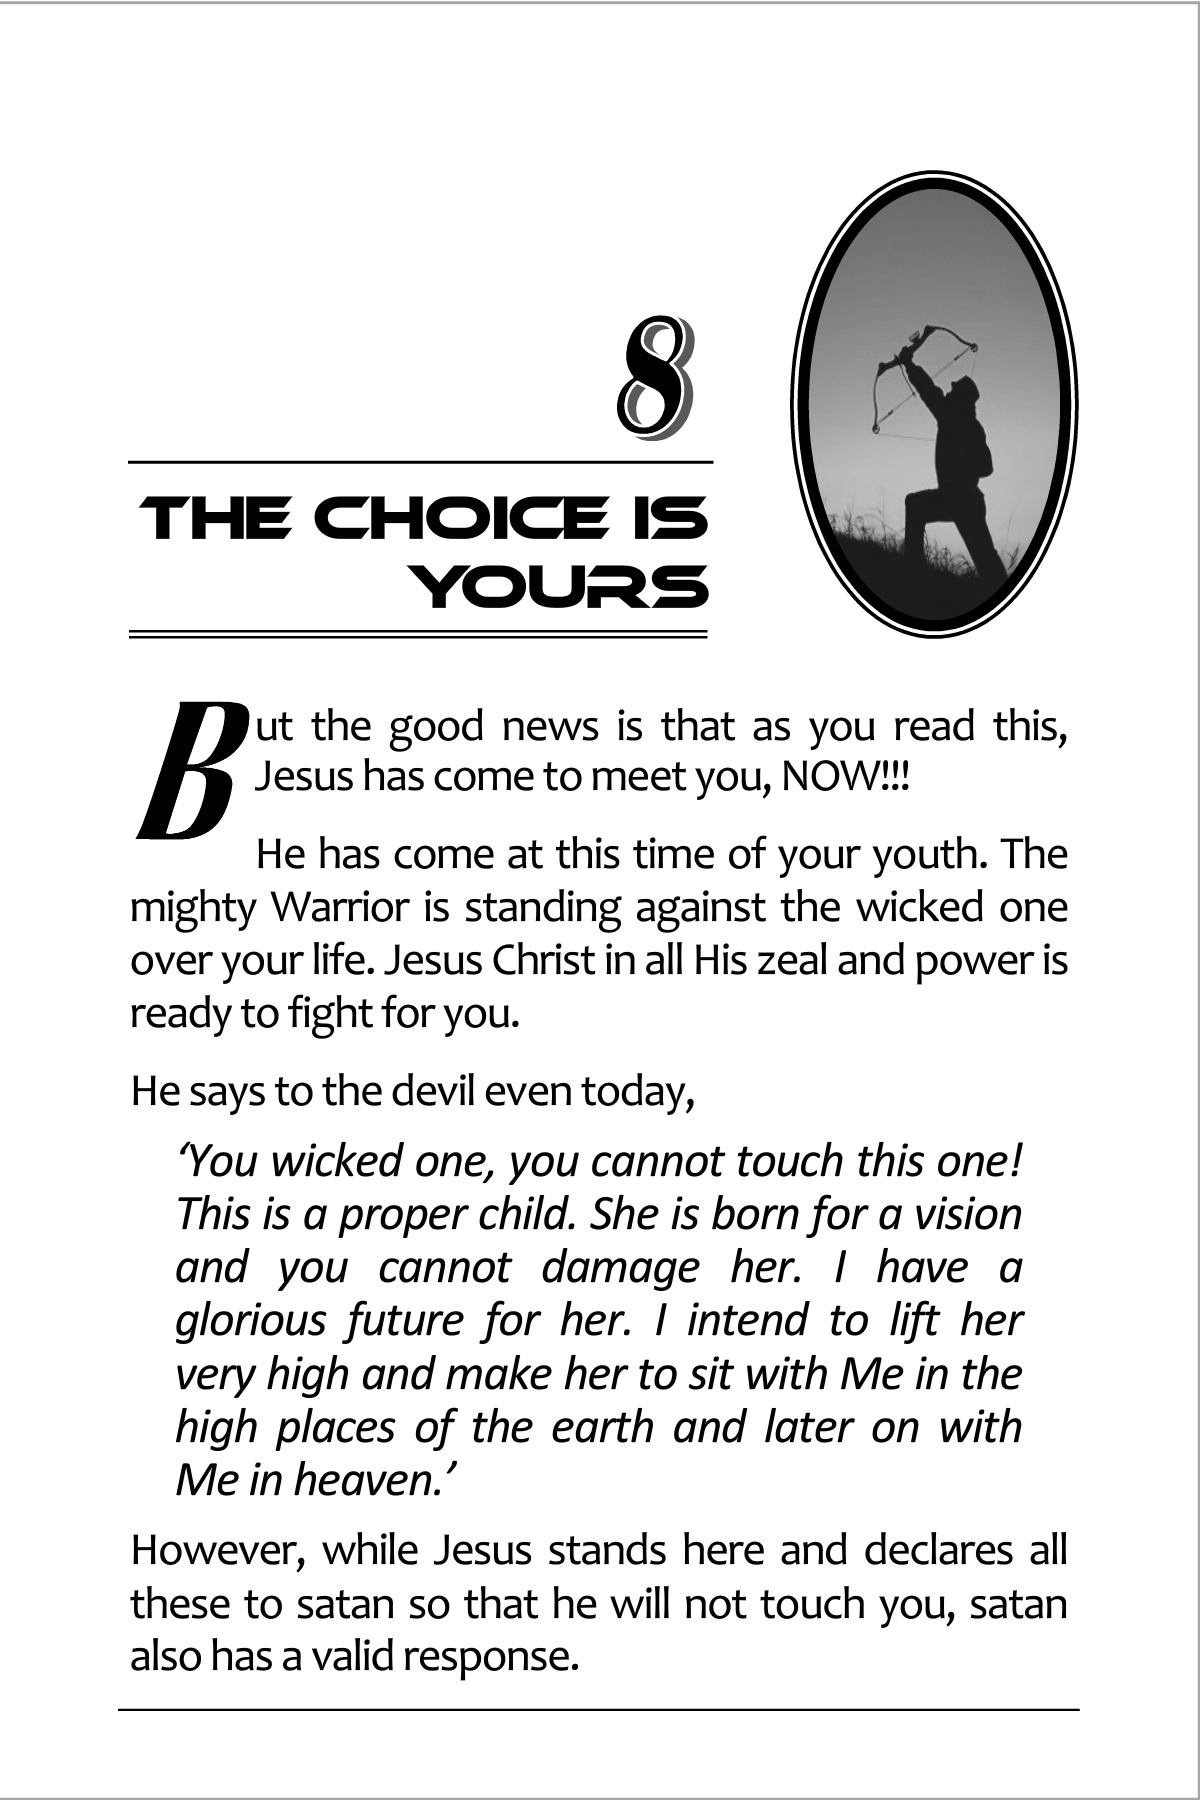 8
THE CHOICE IS
YOURS
But the good news is that as you read this,
Jesus has come to meet you, NOW!!!
He has come at this time of your youth. The
mighty Warrior is standing against the wicked one
over your life. Jesus Christ in all His zeal and power is
ready to fight for you.
He says to the devil even today,
‘You wicked one, you cannot touch this one!
This is a proper child. She is born for a vision
and you cannot damage her. I have a
glorious future for her. I intend to lift her
very high and make her to sit with Me in the
high places of the earth and later on with
Me in heaven.’
However, while Jesus stands here and declares all
these to satan so that he will not touch you, satan
also has a valid response.